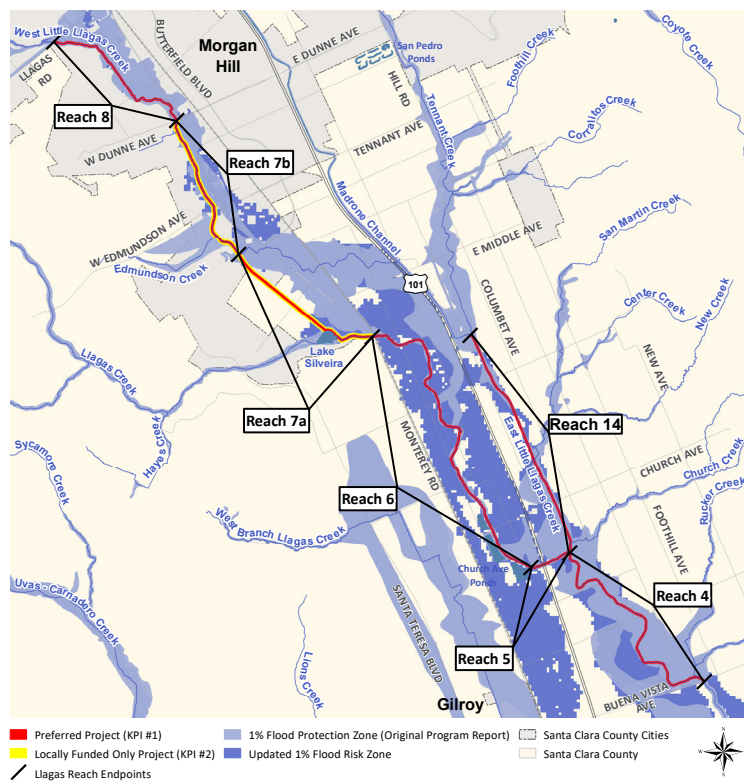 West Little Llagas Creek
LLAGAS
RD
BUTTERFIELD BLVD
Morgan
Hill
E DUNNE AVE
San Pedro
Ponds
HILL RD
Foothill Creek
Coyote Creek
Reach 8
W DUNNE AVE
Reach 7b
TENNANT AVE
Tennant Creek
Corralitos Creek
Madrone Channel
W EDMUNDSON AVE
Edmundson Creek
E MIDDLE AVE
San Martin Creek
101
COLUMBET AVE
Center Creek
New Creek
Llagas Creek
Lake
Silveira
NEW AVE
Hayes Creek
Reach 7a
MONTEREY RD
Reach 14
East Little Llagas Creek
CHURCH AVE
Church Creek
Sycamore Creek
Reach 6
Rucker Creek
West Branch Llagas Creek
FOOTHILL AVE
Church Ave
Ponds
Uvas - Carnadero Creek
SANTA TERESA BLVD
Reach 4
Lions Creek
Reach 5
BUENA VISTA
AVE
Gilroy
Preferred Project (KPI #1)
Locally Funded Only Project (KPI #2)
Llagas Reach Endpoints
1% Flood Protection Zone (Original Program Report)
Updated 1% Flood Risk Zone
Santa Clara County Cities
Santa Clara County
N